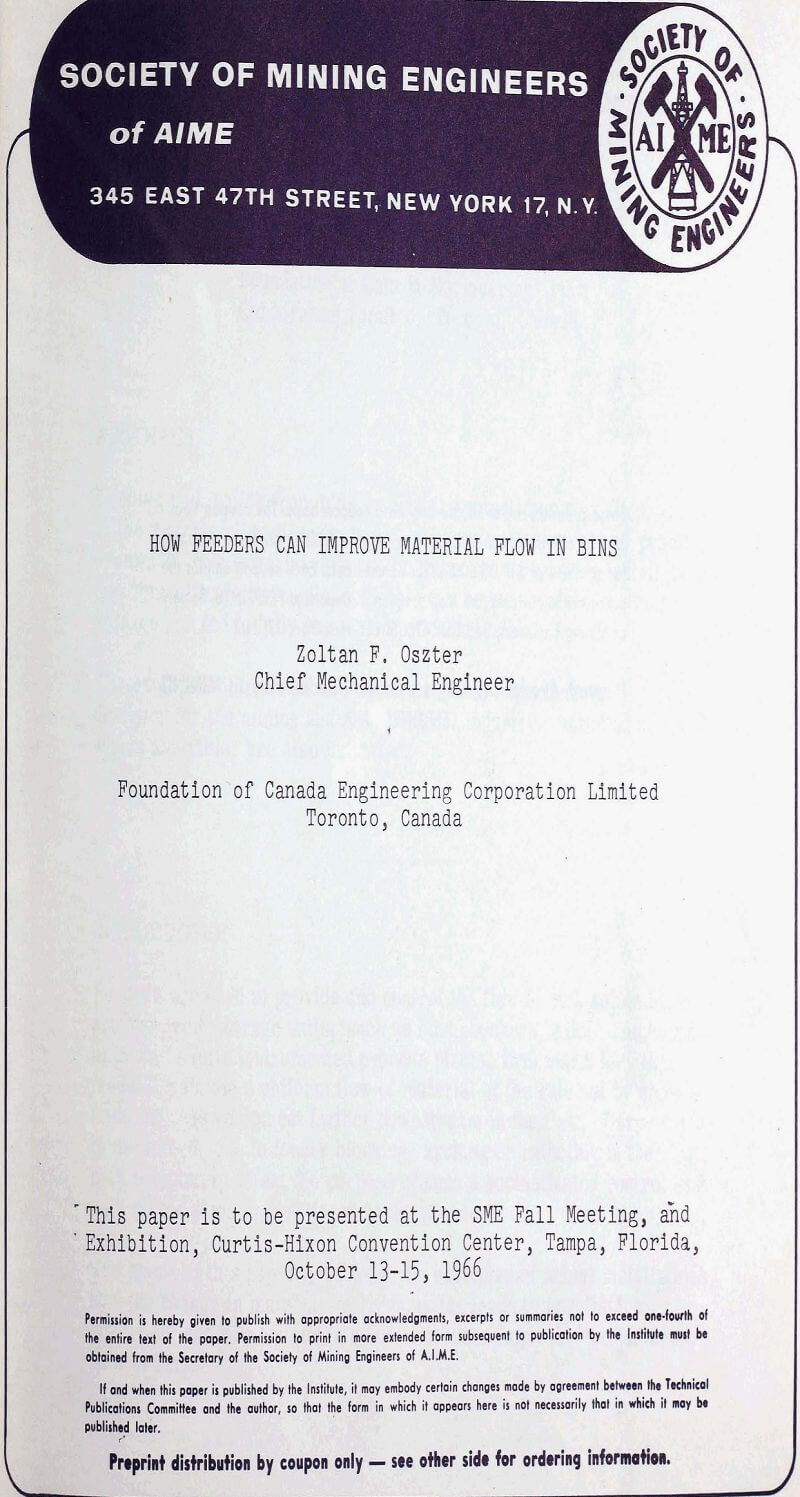 SOCIETY OF MINING ENGINEERS
of AIME
345 EAST 47TH STREET, NEW YORK 17, N.Y.
SOCIETY OF MINING ENGINEERS
AI ME
HOW FEEDERS CAN IMPROVE MATERIAL FLOW IN BINS
Zoltan F. Oszter
Chief Mechanical Engineer
Foundation of Canada Engineering Corporation Limited
Toronto, Canada
This paper is to be presented at the SME Fall Meeting, and
Exhibition, Curtis-Hixon Convention Center, Tampa, Florida,
October 13-15, 1966
Permission is hereby given to publish with appropriate acknowledgments, excerpts or summaries not to exceed one-fourth of
the entire text of the paper. Permission to print in more extended form subsequent to publication by the Institute must be
obtained from the Secretary of the Society of Mining Engineers of A.I.M.E.
If and when this paper is published by the Institute, it may embody certain changes made by agreement between the Technical
Publications Committee and the author, so that the form in which it appears here is not necessarily that in which it may be
published later.
Preprint distribution by coupon only — see other side for ordering information.